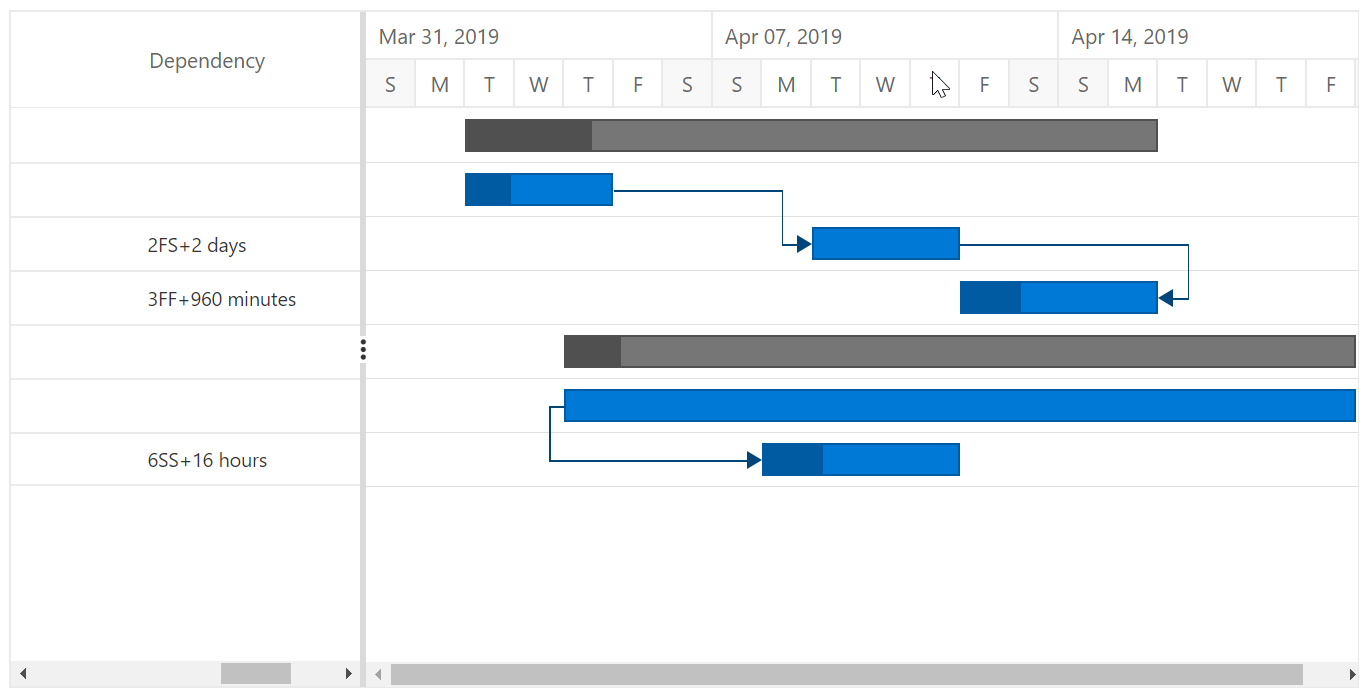 Dependency
Mar 31, 2019 Apr 07, 2019 Apr 14, 2019
S M T W T F S S M T W F S S M T W T F
2FS+2 days
3FF+960 minutes
6SS+16 hours